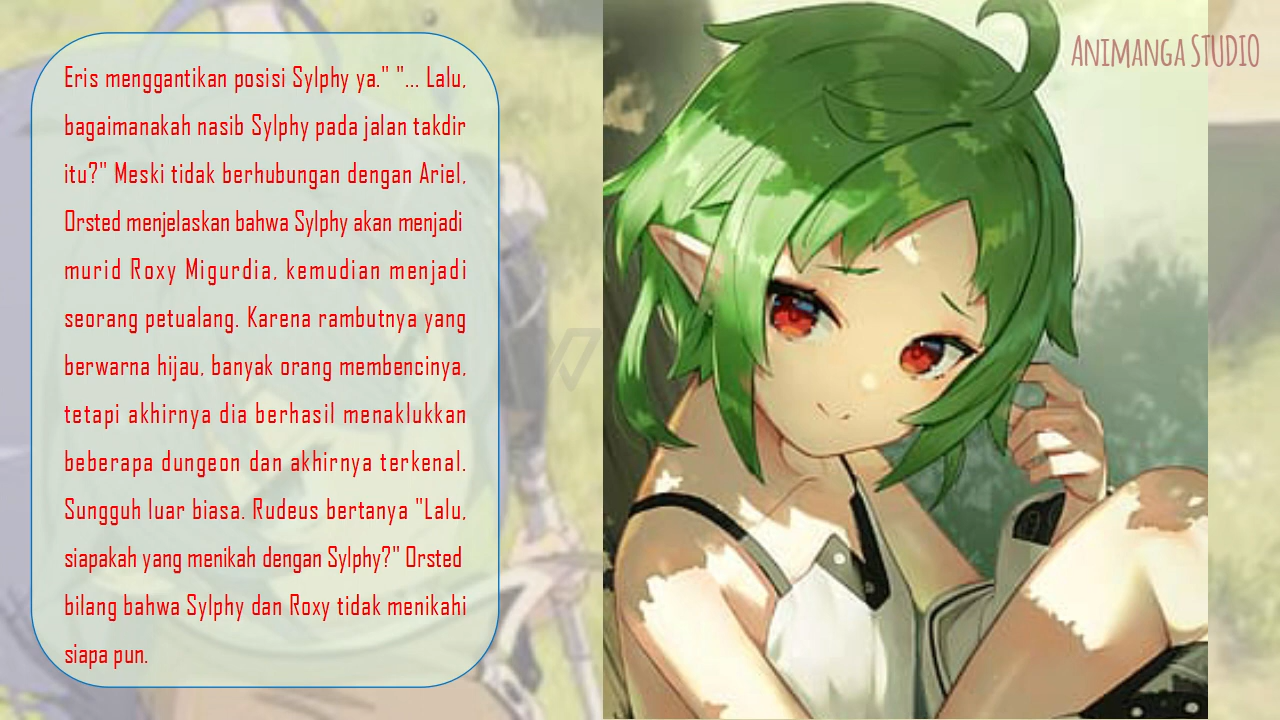 Eris menggantikan posisi Sylphy ya." "... Lalu,
bagaimanakah nasib Sylphy pada jalan takdir
itu?" Meski tidak berhubungan dengan Ariel,
Orsted menjelaskan bahwa Sylphy akan menjadi
murid Roxy Migurdia, kemudian menjadi
seorang petualang. Karena rambutnya yang
berwarna hijau, banyak orang membencinya,
tetapi akhirnya dia berhasil menaklukkan
beberapa dungeon dan akhirnya terkenal.
Sungguh luar biasa. Rudeus bertanya "Lalu,
siapakah yang menikah dengan Sylphy?" Orsted
bilang bahwa Sylphy dan Roxy tidak menikahi
siapa pun.
ANIMANGA STUDIO